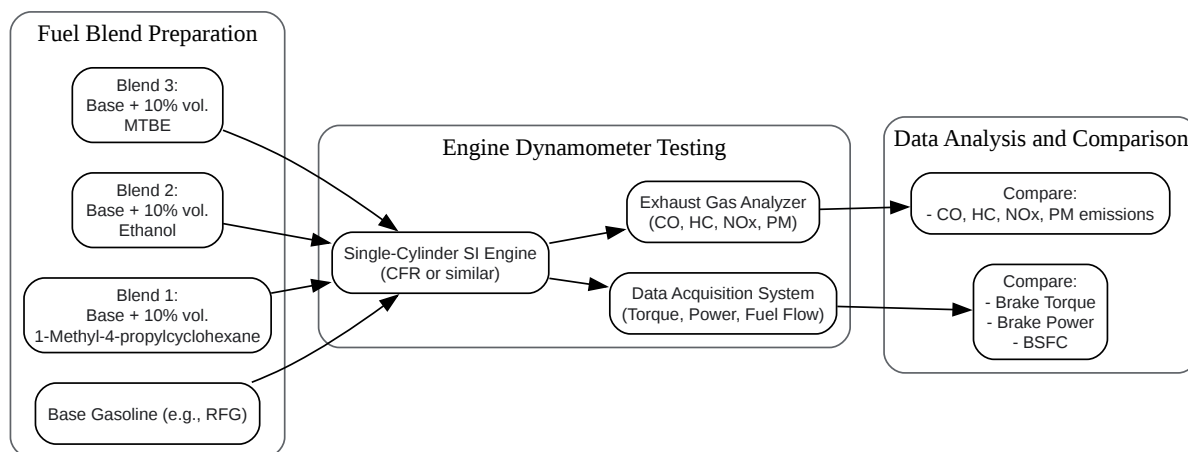 Fuel Blend Preparation
Blend 3:
Base + 10% vol.
MTBE
Blend 2:
Base + 10% vol.
Ethanol
Blend 1:
Base + 10% vol.
1-Methyl-4-propylcyclohexane
Base Gasoline (e.g., RFG)
Engine Dynamometer Testing
Single-Cylinder SI Engine
(CFR or similar)
Exhaust Gas Analyzer
(CO, HC, NOx, PM)
Data Acquisition System
(Torque, Power, Fuel Flow)
Data Analysis and Comparison
Compare:
- CO, HC, NOx, PM emissions
Compare:
- Brake Torque
- Brake Power
- BSFC